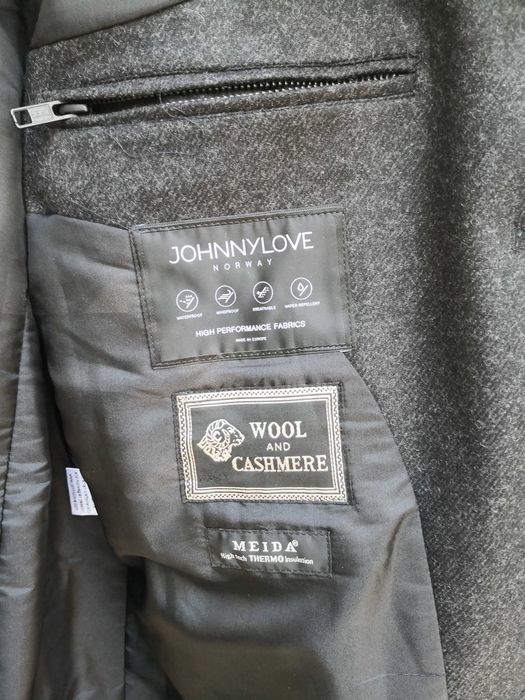 JOHNNYLOVE
NORWAY
WATERPROOF WINDPROOF BREATHABLE WATER REPELLENT
HIGH PERFORMANCE FABRICS
MADE IN EUROPE
WOOL
AND
CASHMERE
MEIDA®
High tech THERMO insulation